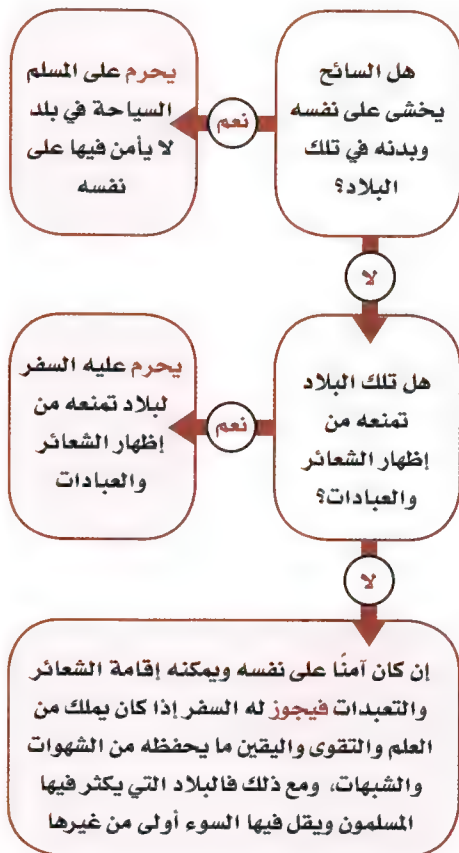 هل السائح
يخشى على نفسه
وبدنه في تلك
البلاد؟
نعم
يحرم على المسلم
السياحة في بلد
لا يأمن فيها على
نفسه
لا
هل تلك البلاد
تمنعه من
إظهار الشعائر
والعبادات؟
نعم
يحرم عليه السفر
لبلاد تمنعه من
إظهار الشعائر
والعبادات
لا
إن كان آمنًا على نفسه ويمكنه إقامة الشعائر
والتعبدات فيجوز له السفر إذا كان يملك من
العلم والتقوى واليقين ما يحفظه من الشهوات
والشبهات، ومع ذلك فالبلاد التي يكثر فيها
المسلمون ويقل فيها السوء أولى من غيرها